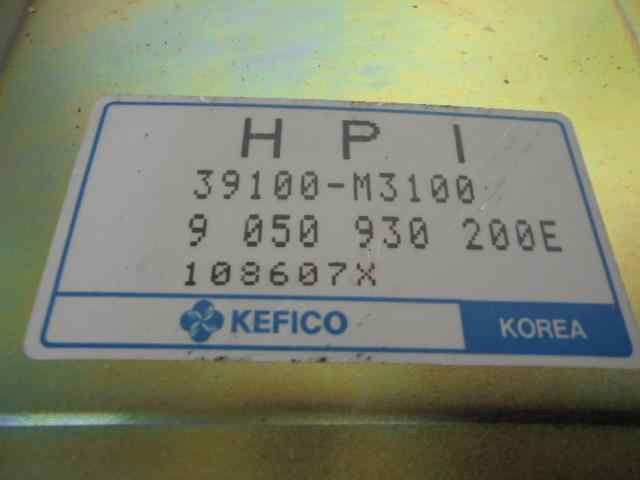 H P I
39100-M3100
9 050 930 200E
108607X
KEFICO
KOREA